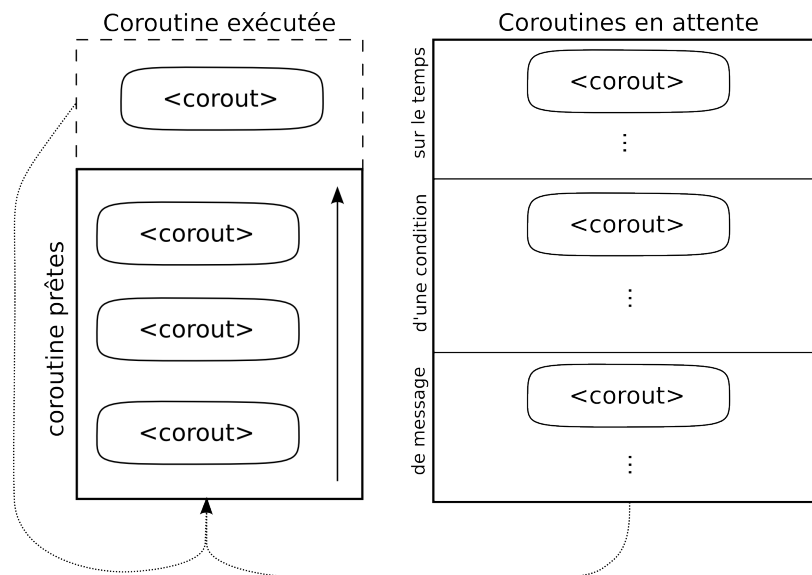 Coroutine exécutée
<corout>
coroutine prêtes
<corout>
<corout>
<corout>
Coroutines en attente
sur le temps
<corout>
...
d'une condition
<corout>
...
de message
<corout>
...